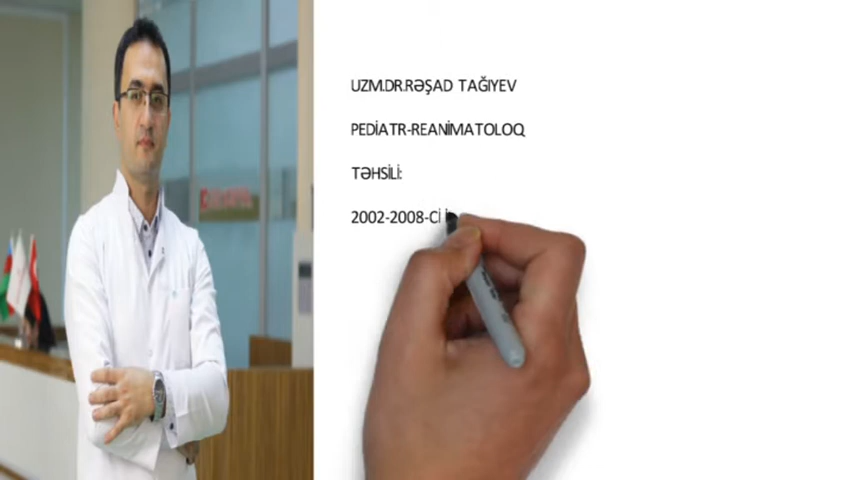 UZM.DR.RƏŞAD TAĞIYEV
PEDİATR-REANİMATOLOQ
TƏHSİLİ:
2002-2008-Cİ İ